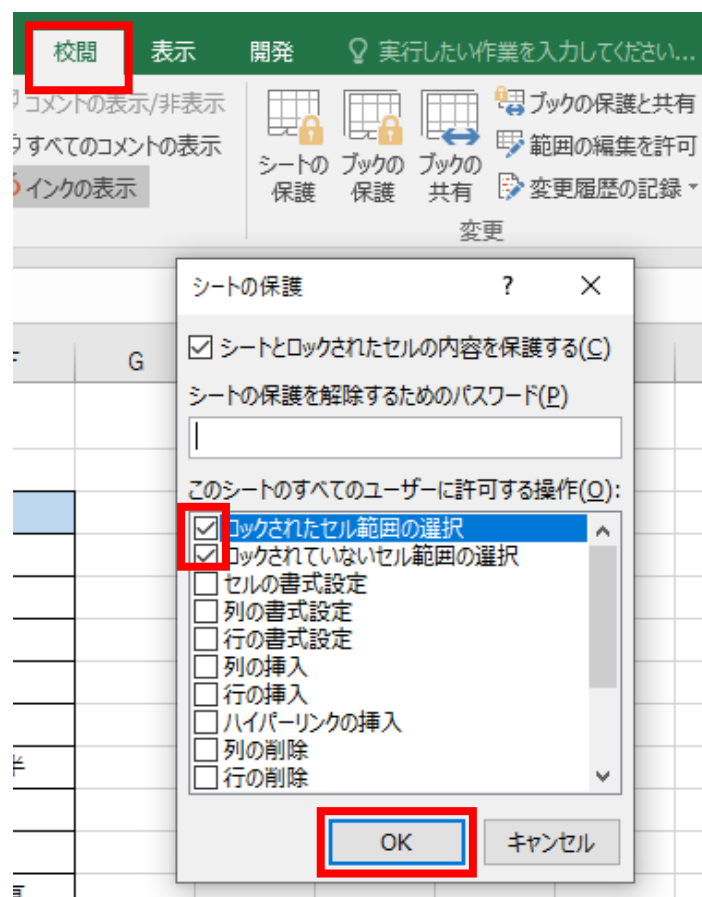 校閲 表示 開発 実行したい作業を入力してください...
コメントの表示/非表示
すべてのコメントの表示
インクの表示
シートの
保護
ブックの
保護
ブックの
共有
ブックの保護と共有
範囲の編集を許可
変更履歴の記録
変更
シートの保護 ? ×
G
シートとロックされたセルの内容を保護する(C)
シートの保護を解除するためのパスワード(P)
このシートのすべてのユーザーに許可する操作(O):
ロックされたセル範囲の選択
ロックされていないセル範囲の選択
セルの書式設定
列の書式設定
行の書式設定
列の挿入
行の挿入
ハイパーリンクの挿入
列の削除
行の削除
OK キャンセル